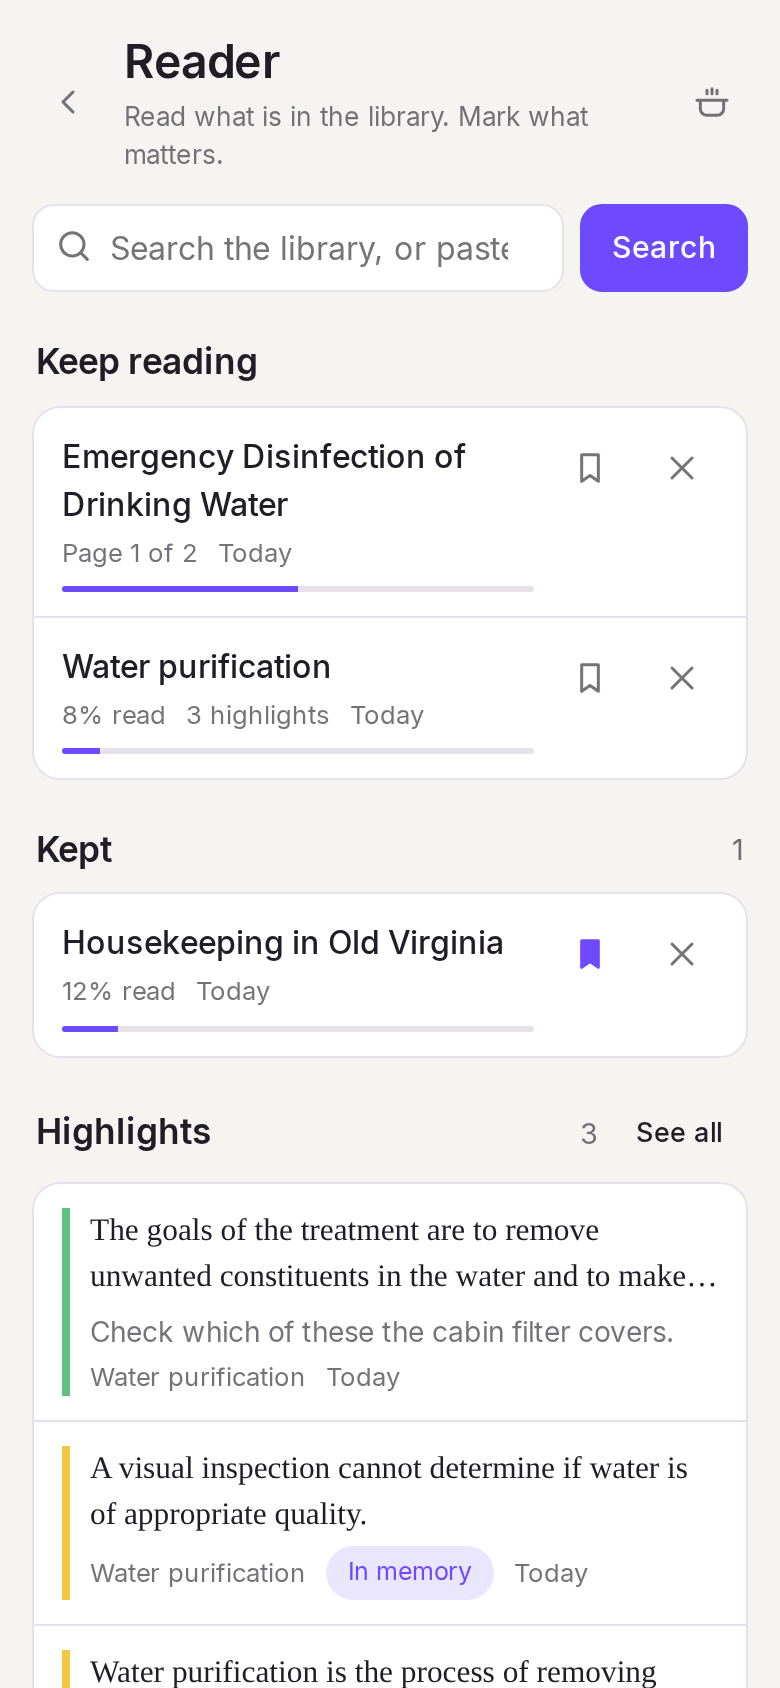 Reader
Read what is in the library. Mark what
matters.
Search the library, or paste
Search
Keep reading
Emergency Disinfection of
Drinking Water
Page 1 of 2 Today
Water purification
8% read 3 highlights Today
Kept 1
Housekeeping in Old Virginia
12% read Today
Highlights 3 See all
The goals of the treatment are to remove
unwanted constituents in the water and to make…
Check which of these the cabin filter covers.
Water purification Today
A visual inspection cannot determine if water is
of appropriate quality.
Water purification In memory Today
Water purification is the process of removing